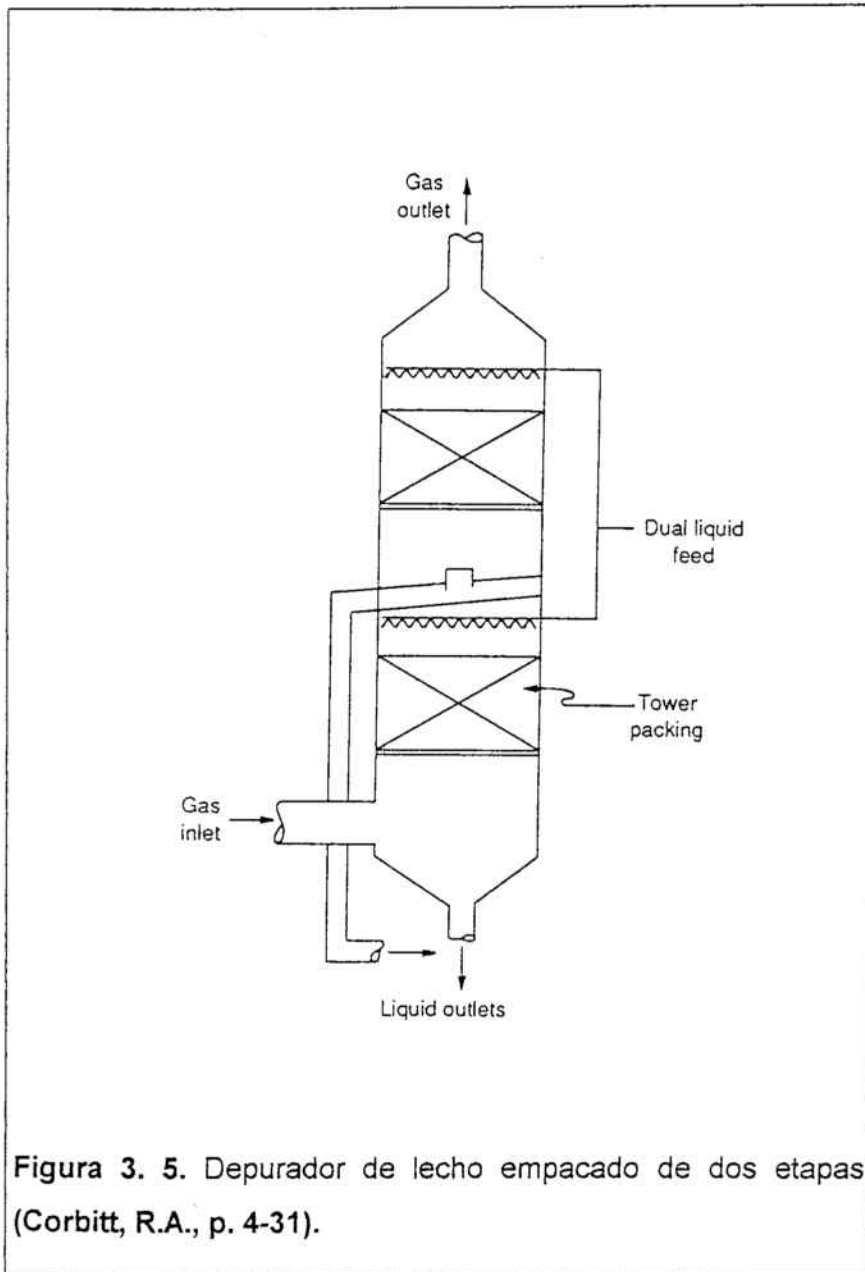 Gas
outlet
Dual liquid
feed
Tower
packing
Gas
inlet
Liquid outlets
Figura 3. 5. Depurador de lecho empacado de dos etapas
(Corbitt, R.A., p. 4-31).